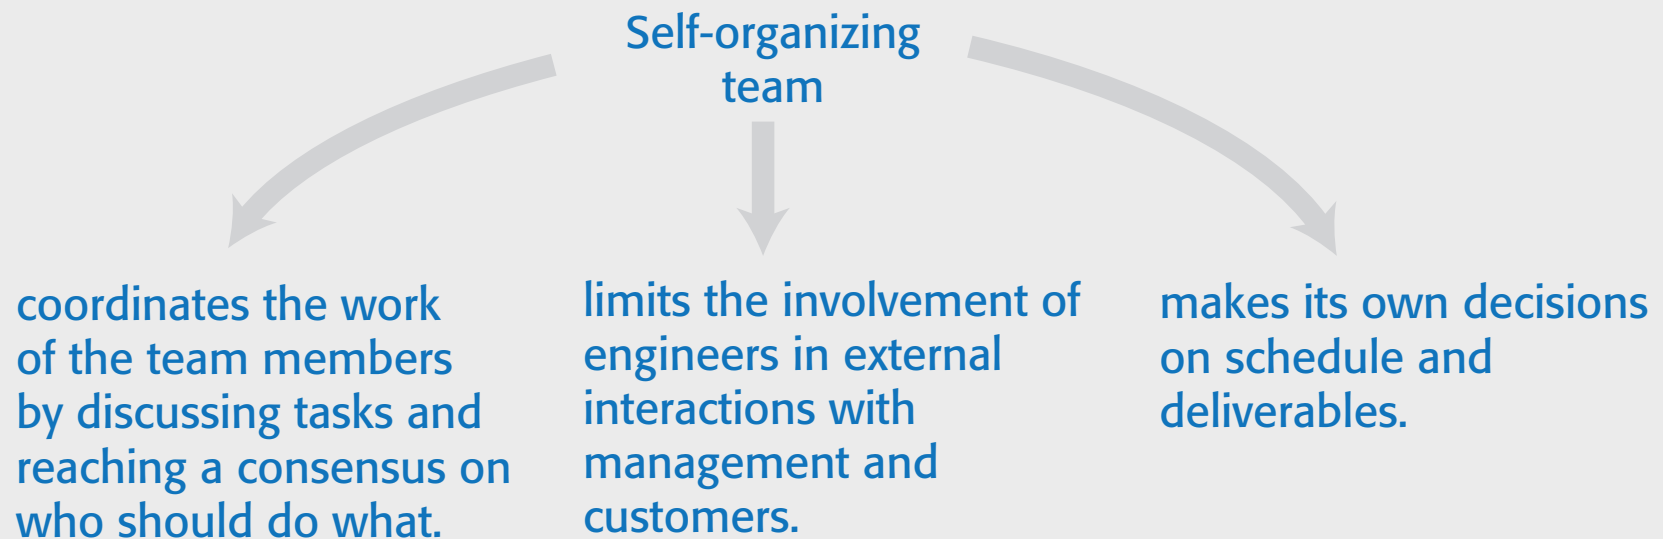 Self-organizing
team
coordinates the work
of the team members
by discussing tasks and
reaching a consensus on
who should do what.
limits the involvement of
engineers in external
interactions with
management and
customers.
makes its own decisions
on schedule and
deliverables.